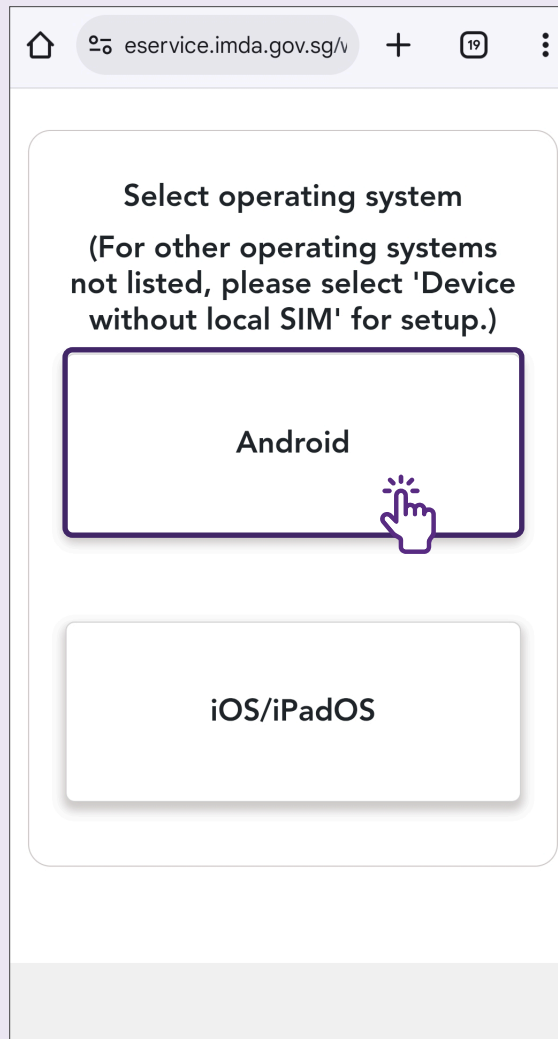 eservice.imda.gov.sg/
19
Select operating system
(For other operating systems
not listed, please select 'Device
without local SIM' for setup.)
Android
iOS/iPadOS